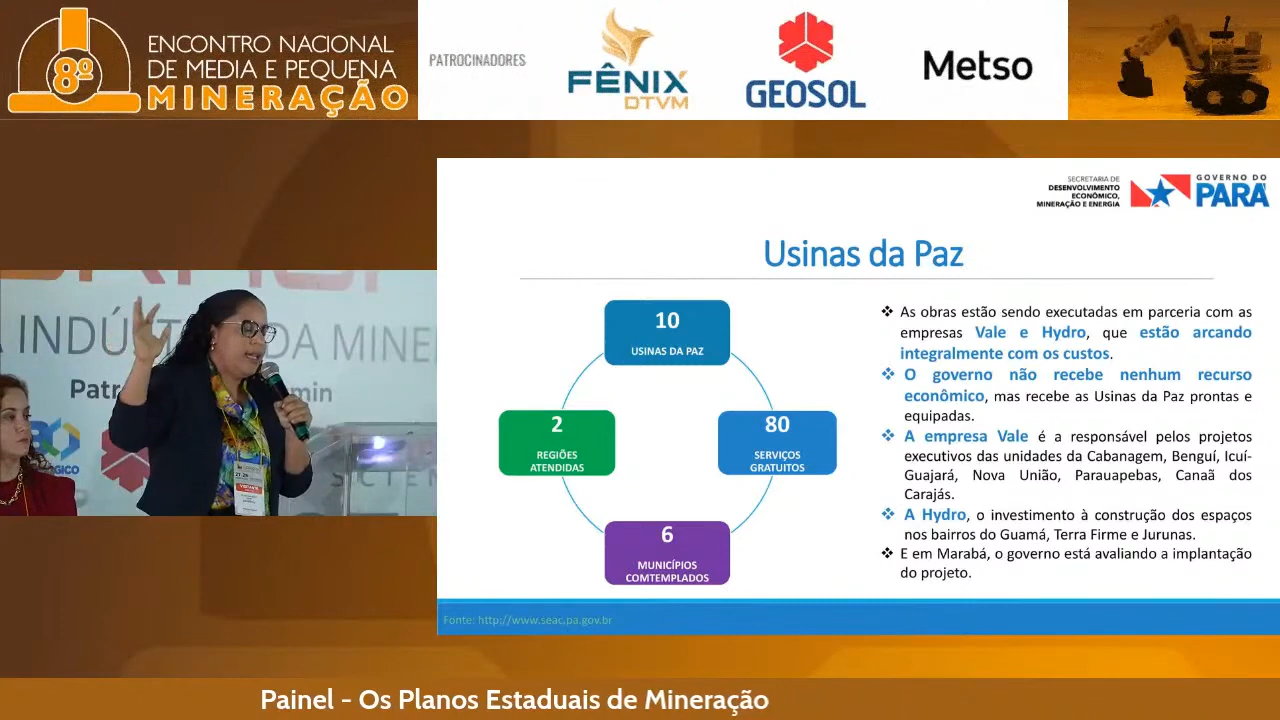 ENCONTRO NACIONAL
8º
DE MEDIA E PEQUENA
MINERAÇÃO
PATROCINADORES
FÊNIX
DTVM
GEOSOL
Metso
SECRETARIA DE
DESENVOLVIMENTO
ECONÔMICO,
MINERAÇÃO E ENERGIA
GOVERNO DO
PARÁ
Usinas da Paz
10
USINAS DA PAZ
2
REGIÕES
ATENDIDAS
80
SERVIÇOS
GRATUITOS
6
MUNICÍPIOS
COMTEMPLADOS
As obras estão sendo executadas em parceria com as
empresas Vale e Hydro, que estão arcando
integralmente com os custos.
O governo não recebe nenhum recurso
econômico, mas recebe as Usinas da Paz prontas e
equipadas.
A empresa Vale é a responsável pelos projetos
executivos das unidades da Cabanagem, Benguí, Icuí-
Guajará, Nova União, Parauapebas, Canaã dos
Carajás.
A Hydro, o investimento à construção dos espaços
nos bairros do Guamá, Terra Firme e Jurunas.
E em Marabá, o governo está avaliando a implantação
do projeto.
Fonte: http://www.seac.pa.gov.br
A INDÚST DA MINER
Patr min
Painel - Os Planos Estaduais de Mineração